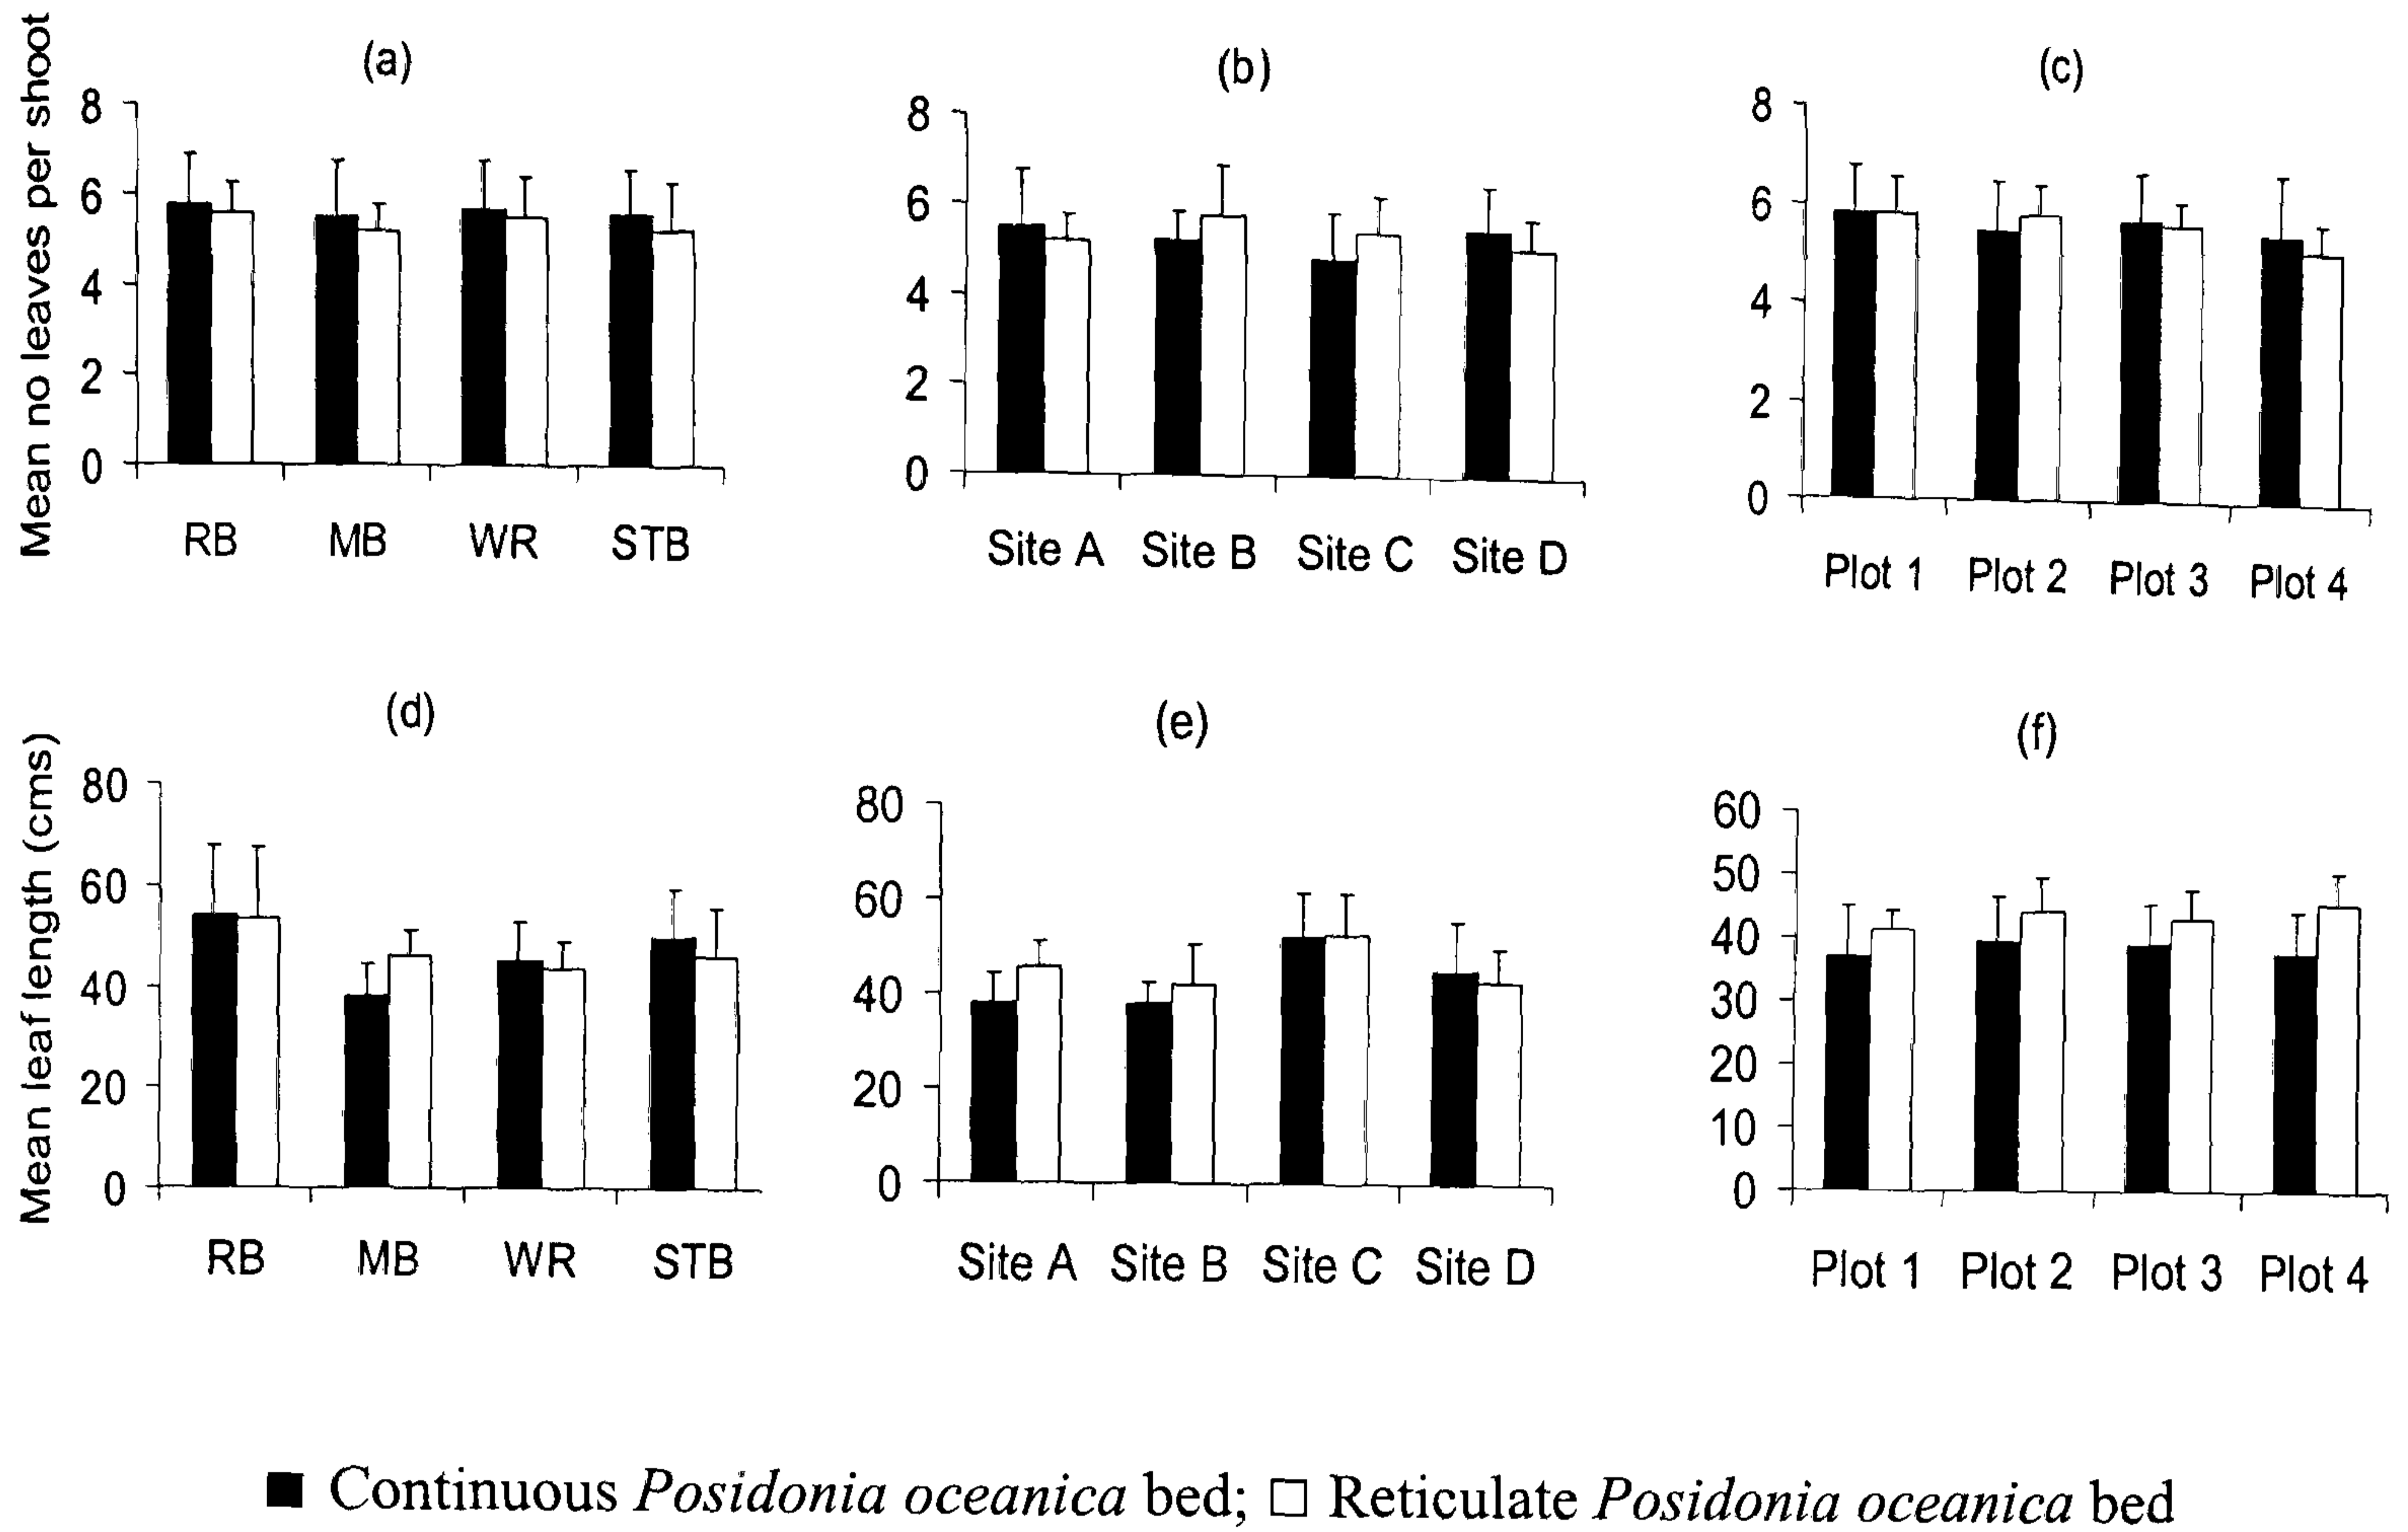 (a) (b) (c)
Mean no leaves per shoot
8 8 8
6 6 6
4 4 4
2 2 2
0 0 0
RB MB WR STB Site A Site B Site C Site D Plot 1 Plot 2 Plot 3 Plot 4
(d) (e) (f)
Mean leaf length (cms)
80 80 60
60 60 50
40 40 40
20 20 30
0 0 20
10
0
RB MB WR STB Site A Site B Site C Site D Plot 1 Plot 2 Plot 3 Plot 4
Continuous Posidonia oceanica bed; Reticulate Posidonia oceanica bed